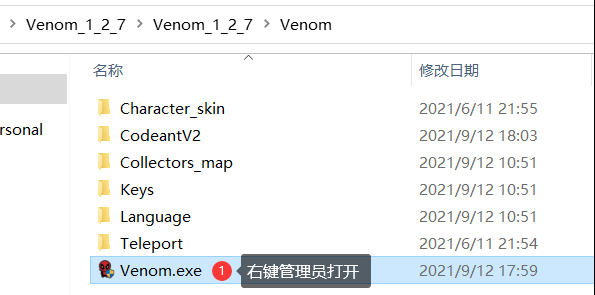 Venom_1_2_7 > Venom_1_2_7 > Venom
名称 修改日期
rsonal
Character_skin 2021/6/11 21:55
CodeantV2 2021/9/12 18:03
Collectors_map 2021/9/12 10:51
Keys 2021/9/12 10:51
Language 2021/9/12 10:51
Teleport 2021/6/11 21:54
Venom.exe 1 右键管理员打开 2021/9/12 17:59